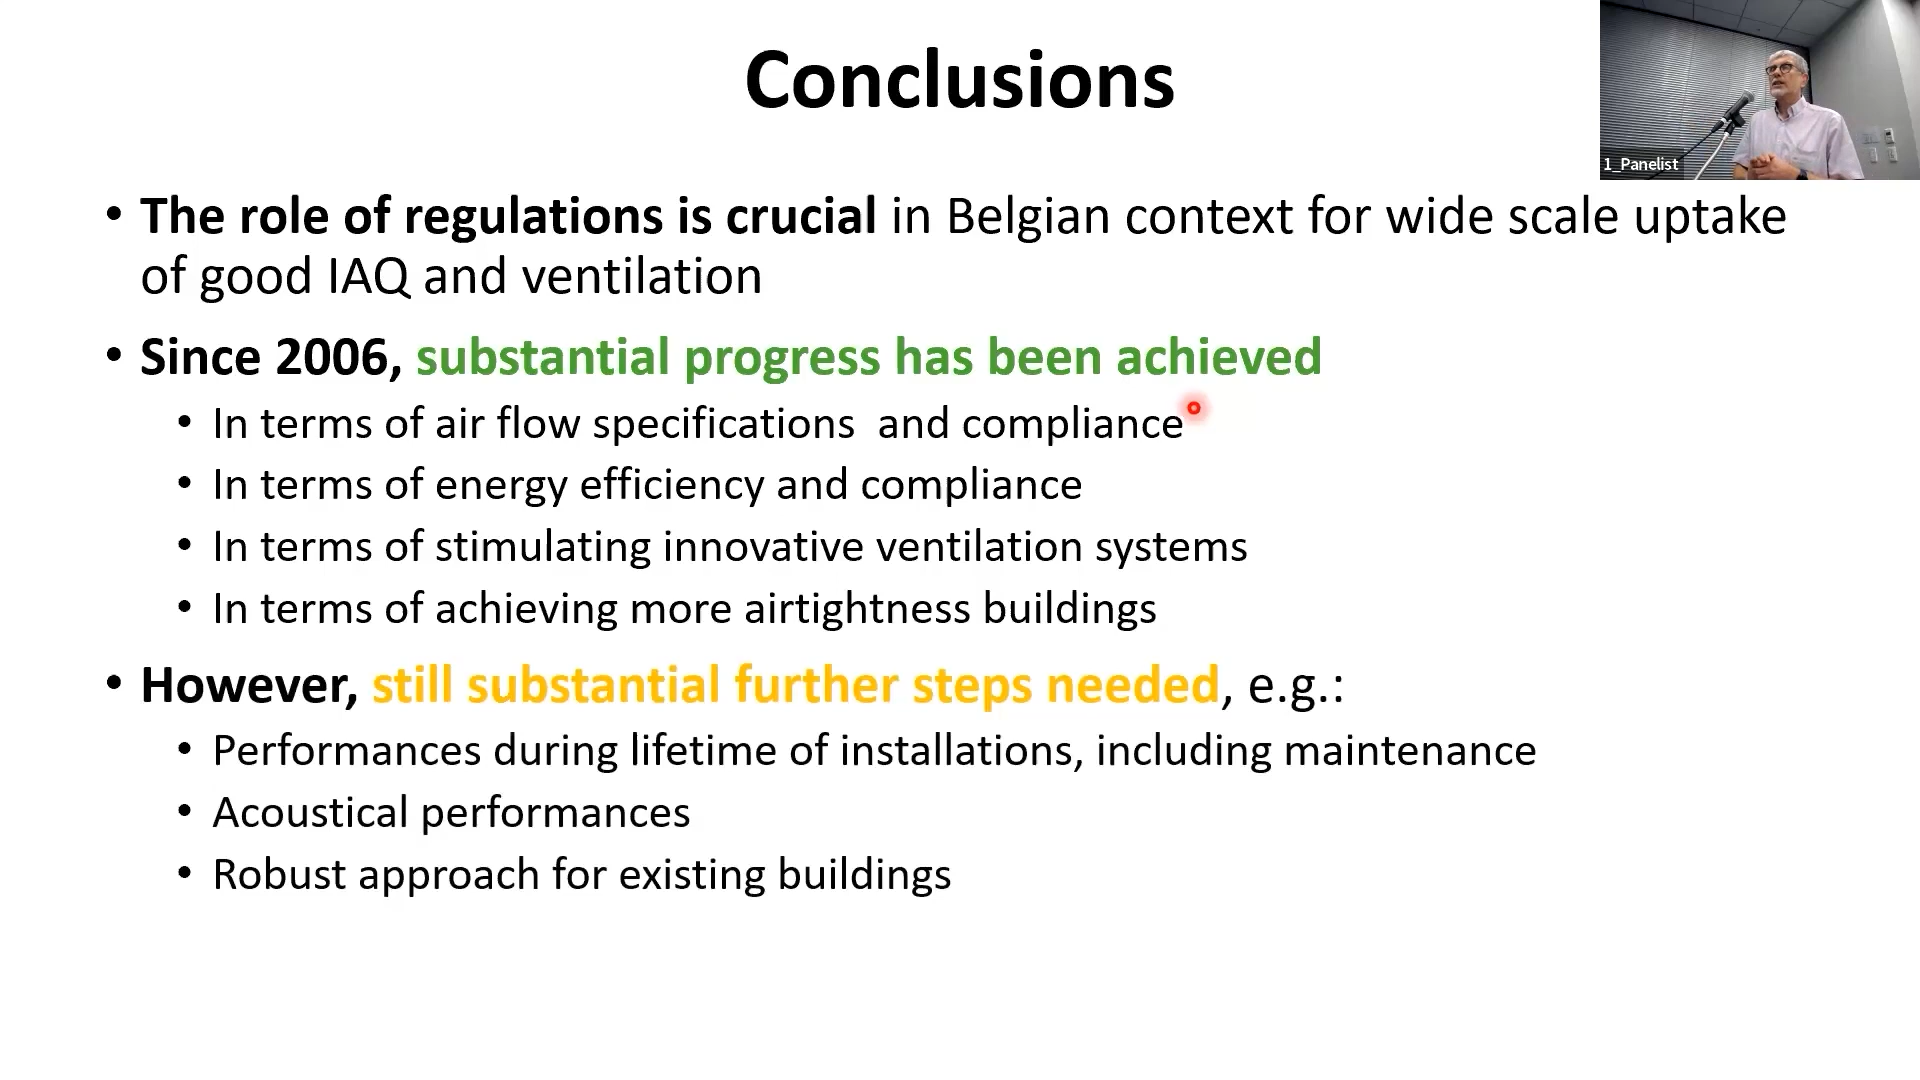 Conclusions
1_Panelist
• The role of regulations is crucial in Belgian context for wide scale uptake
of good IAQ and ventilation
• Since 2006, substantial progress has been achieved
• In terms of air flow specifications  and compliance
• In terms of energy efficiency and compliance
• In terms of stimulating innovative ventilation systems
• In terms of achieving more airtightness buildings
• However, still substantial further steps needed, e.g.:
• Performances during lifetime of installations, including maintenance
• Acoustical performances
• Robust approach for existing buildings